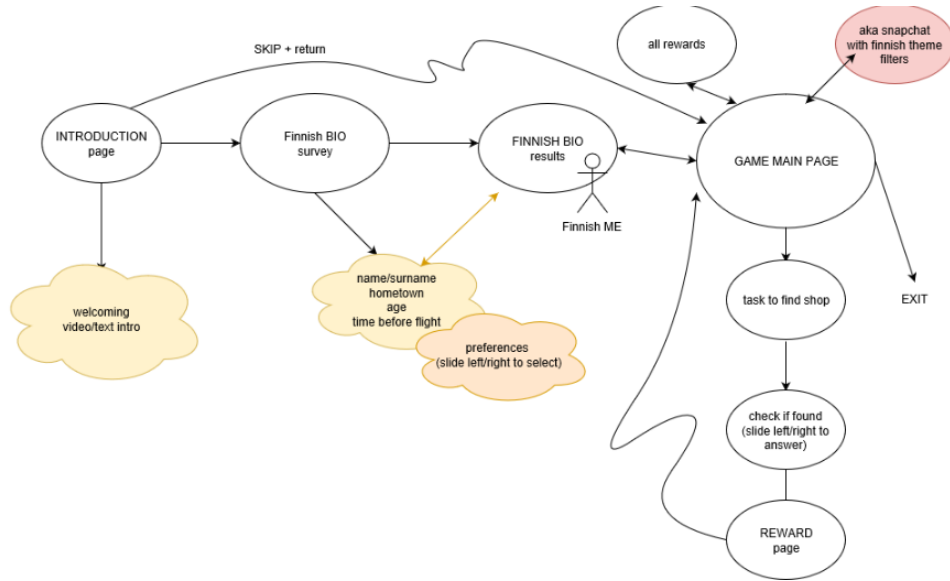 SKIP + return
all rewards
aka snapchat
with finnish theme
filters
INTRODUCTION
page
Finnish BIO
survey
FINNISH BIO
results
Finnish ME
GAME MAIN PAGE
welcoming
video/text intro
name/surname
hometown
age
time before flight
preferences
(slide left/right to select)
task to find shop
EXIT
check if found
(slide left/right to
answer)
REWARD
page